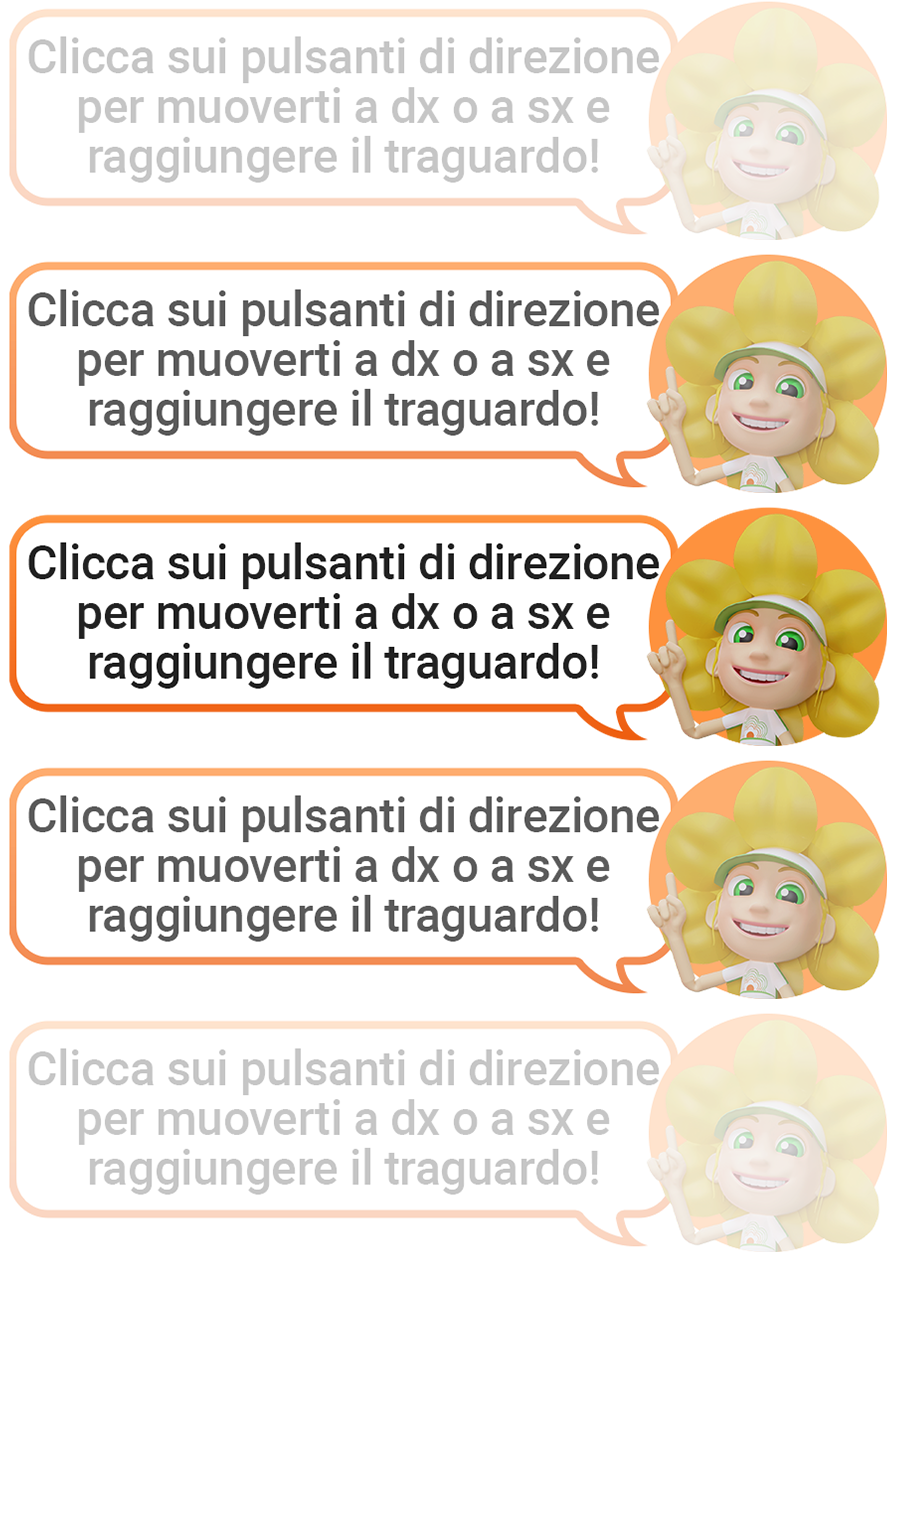 Clicca sui pulsanti di direzione
per muoverti a dx o a sx e
raggiungere il traguardo!
Clicca sui pulsanti di direzione
per muoverti a dx o a sx e
raggiungere il traguardo!
Clicca sui pulsanti di direzione
per muoverti a dx o a sx e
raggiungere il traguardo!
Clicca sui pulsanti di direzione
per muoverti a dx o a sx e
raggiungere il traguardo!
Clicca sui pulsanti di direzione
per muoverti a dx o a sx e
raggiungere il traguardo!